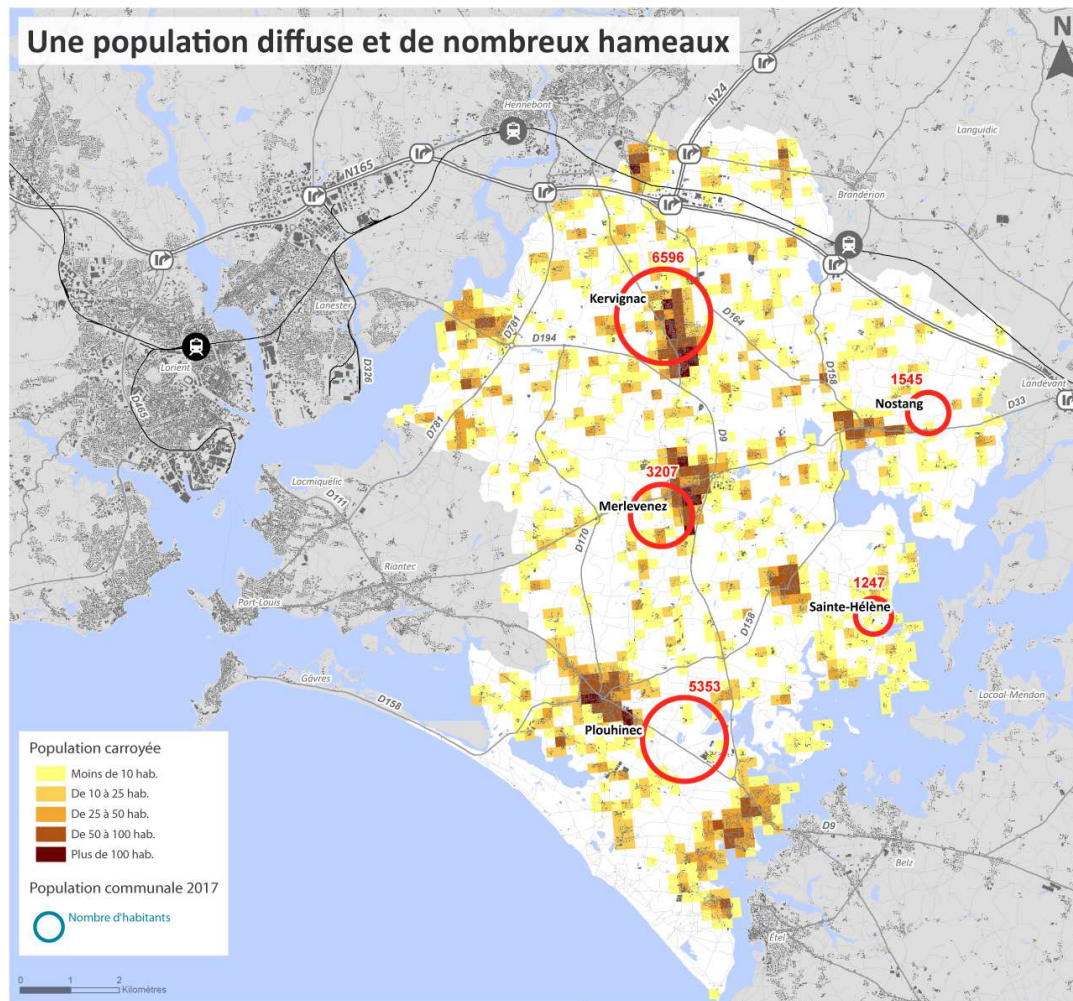 Une population diffuse et de nombreux hameaux
N
N24
Hennebont
Languidic
N165
Brandérion
6596
Kervignac
Lanester
D781
D164
D194
Lorient
D326
D158
1545
Landévant
Nostang
D33
D465
D781
D9
Locmiquélic
3207
D111
Merlevenez
D170
Riantec
1247
Port-Louis
Sainte-Hélène
D158
Gâvres
5353
Locoal-Mendon
D158
Plouhinec
Population carroyée
Moins de 10 hab.
De 10 à 25 hab.
De 25 à 50 hab.
De 50 à 100 hab.
Plus de 100 hab.
D9
Belz
Population communale 2017
Nombre d'habitants
Étel
0 1 2
Kilomètres